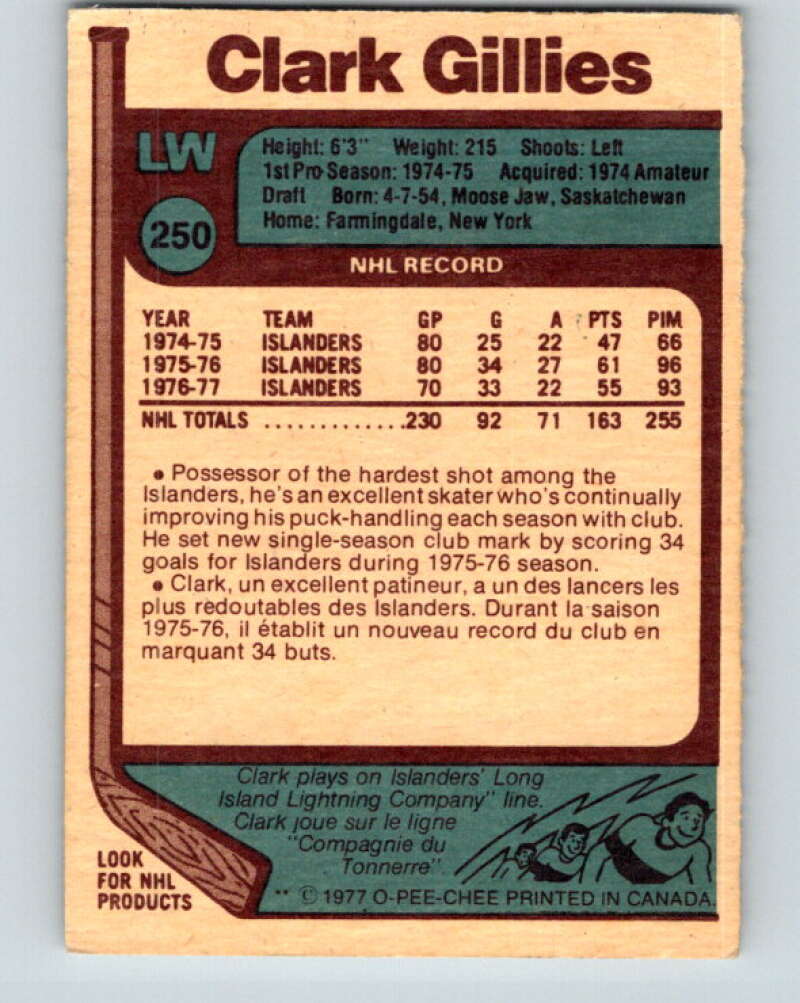 Clark Gillies
LW
250
Height: 6'3" Weight: 215 Shoots: Left
1st Pro Season: 1974-75 Acquired: 1974 Amateur
Draft Born: 4-7-54, Moose Jaw, Saskatchewan
Home: Farmingdale, New York
NHL RECORD
YEAR TEAM GP G A PTS PIM
1974-75 ISLANDERS 80 25 22 47 66
1975-76 ISLANDERS 80 34 27 61 96
1976-77 ISLANDERS 70 33 22 55 93
NHL TOTALS .............230 92 71 163 255
• Possessor of the hardest shot among the
Islanders, he's an excellent skater who's continually
improving his puck-handling each season with club.
He set new single-season club mark by scoring 34
goals for Islanders during 1975-76 season.
• Clark, un excellent patineur, a un des lancers les
plus redoutables des Islanders. Durant la saison
1975-76, il établit un nouveau record du club en
marquant 34 buts.
Clark plays on Islanders' Long
Island Lightning Company" line.
Clark joue sur le ligne
"Compagnie du
Tonnerre".
LOOK
FOR NHL
PRODUCTS
** © 1977 O-PEE-CHEE PRINTED IN CANADA.